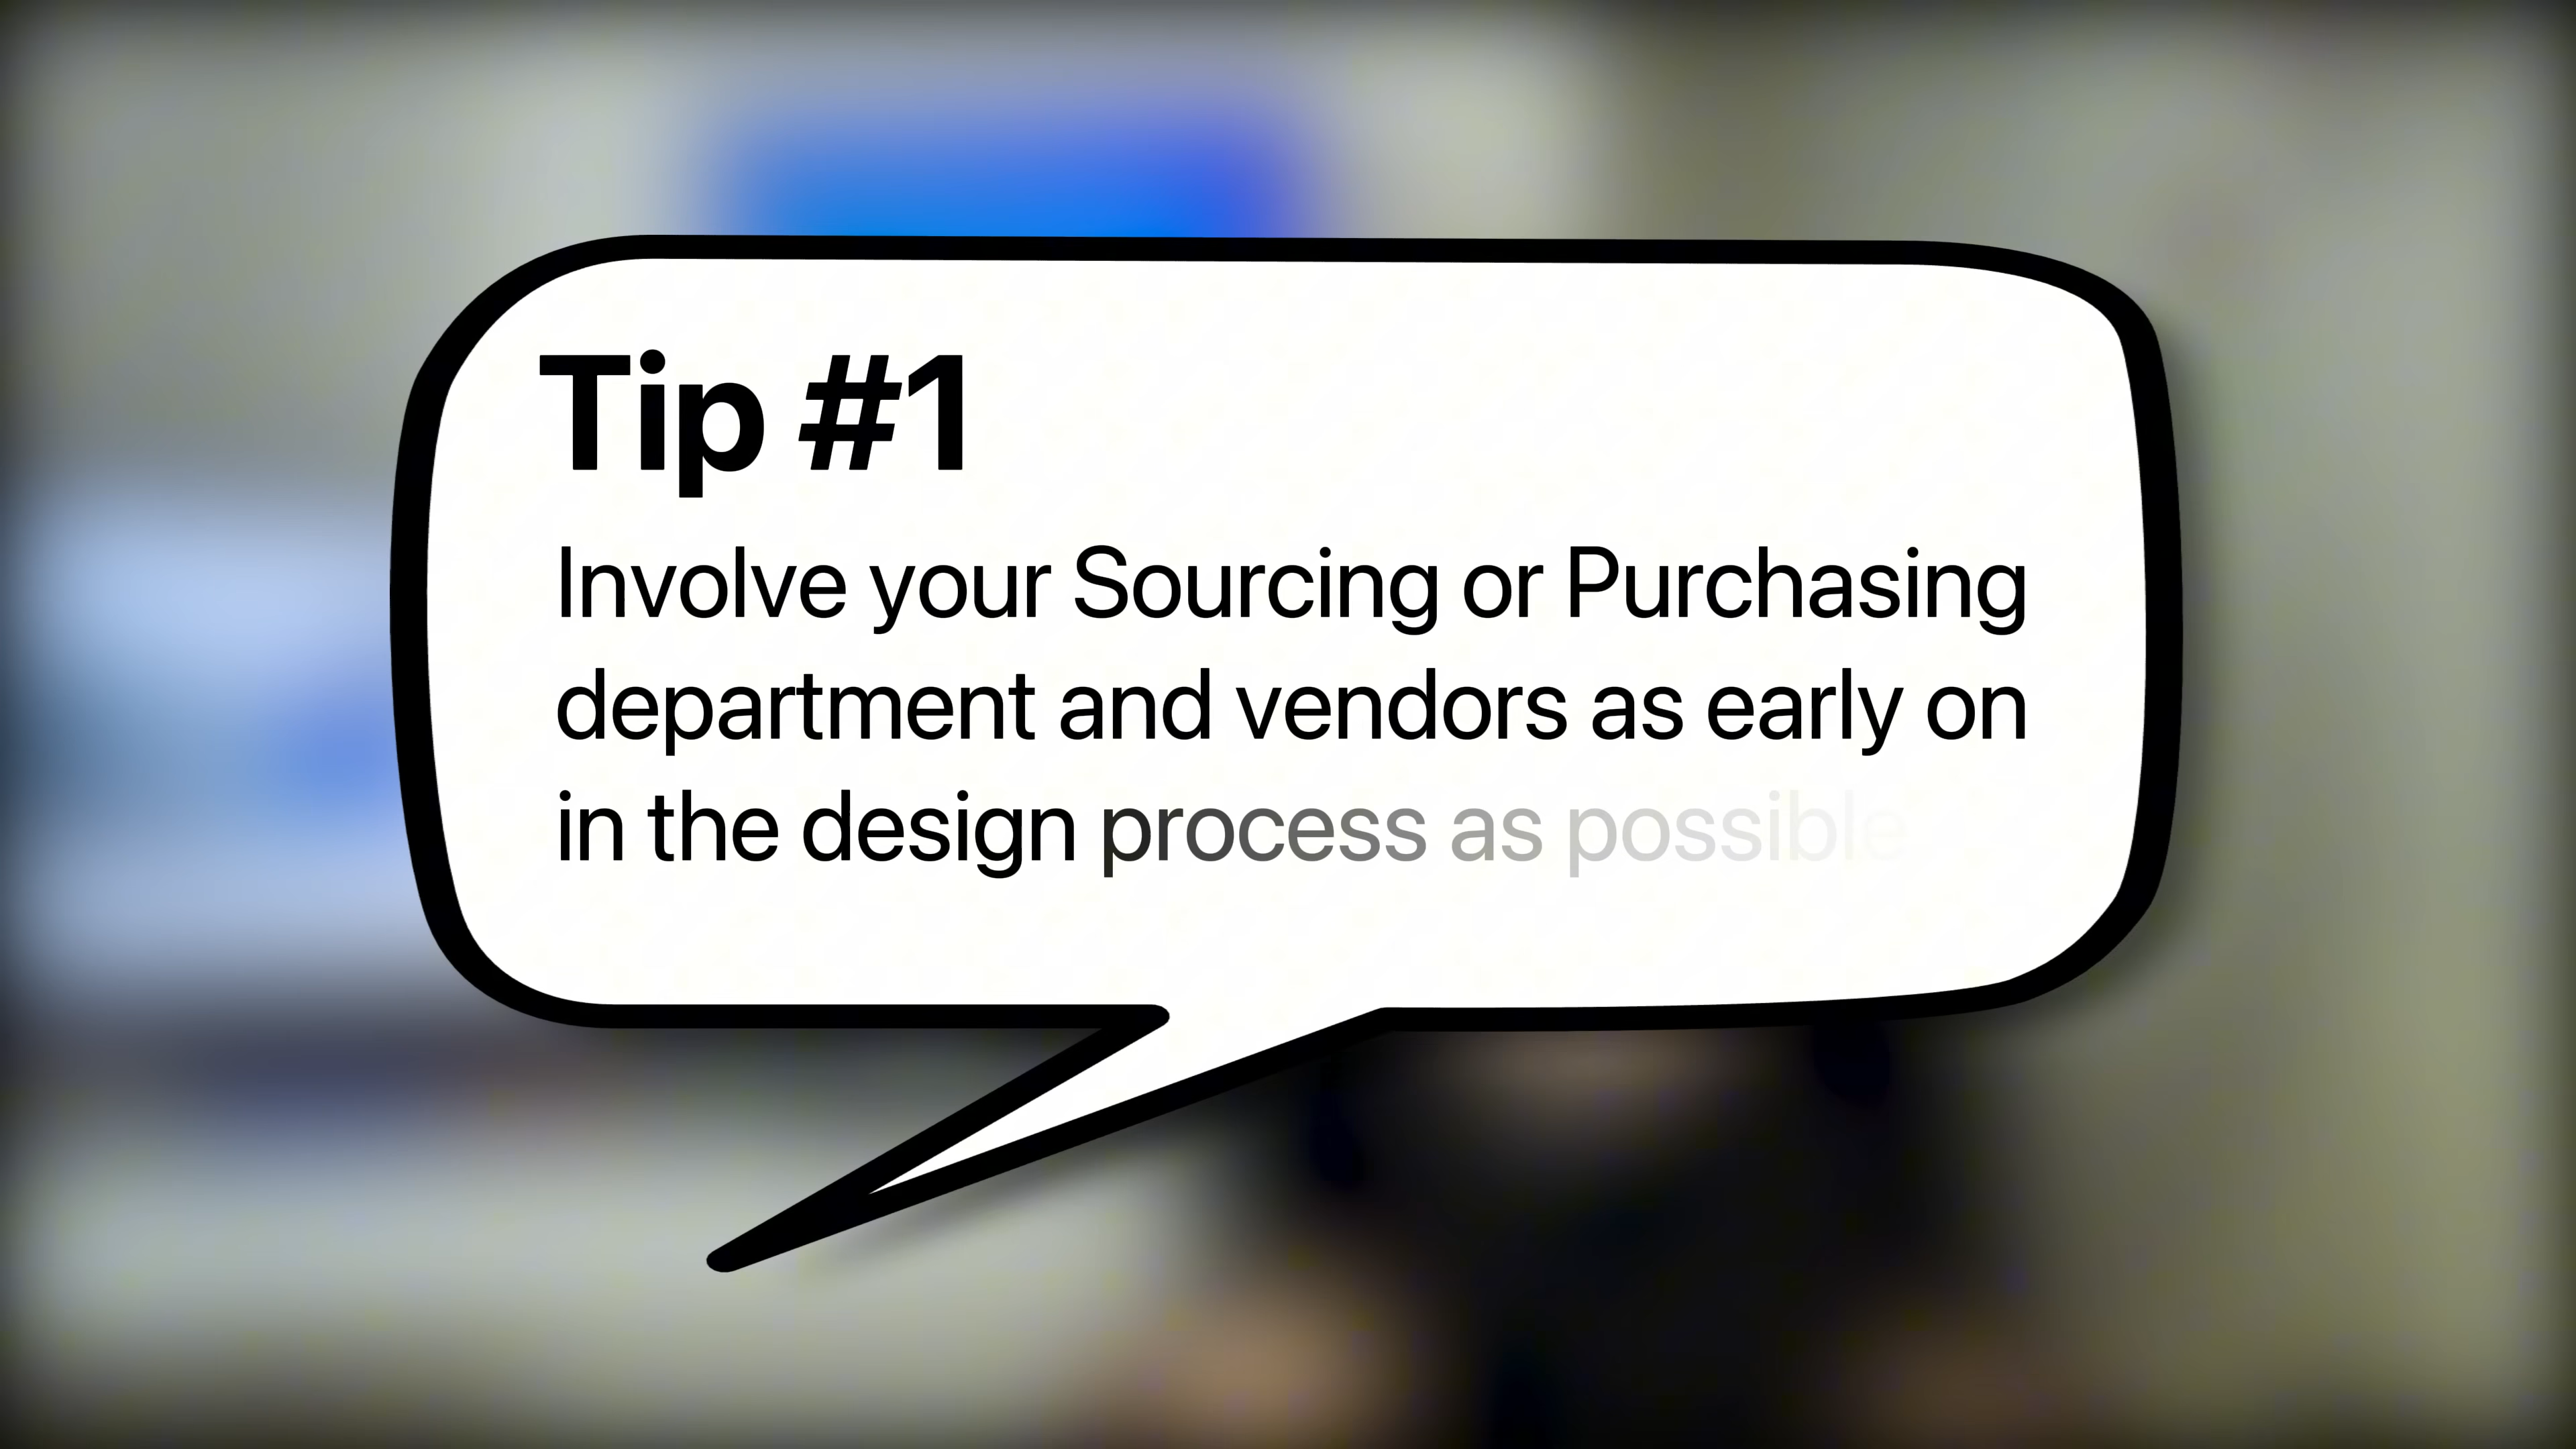 Tip #1
Involve your Sourcing or Purchasing
department and vendors as early on
in the design process as possible